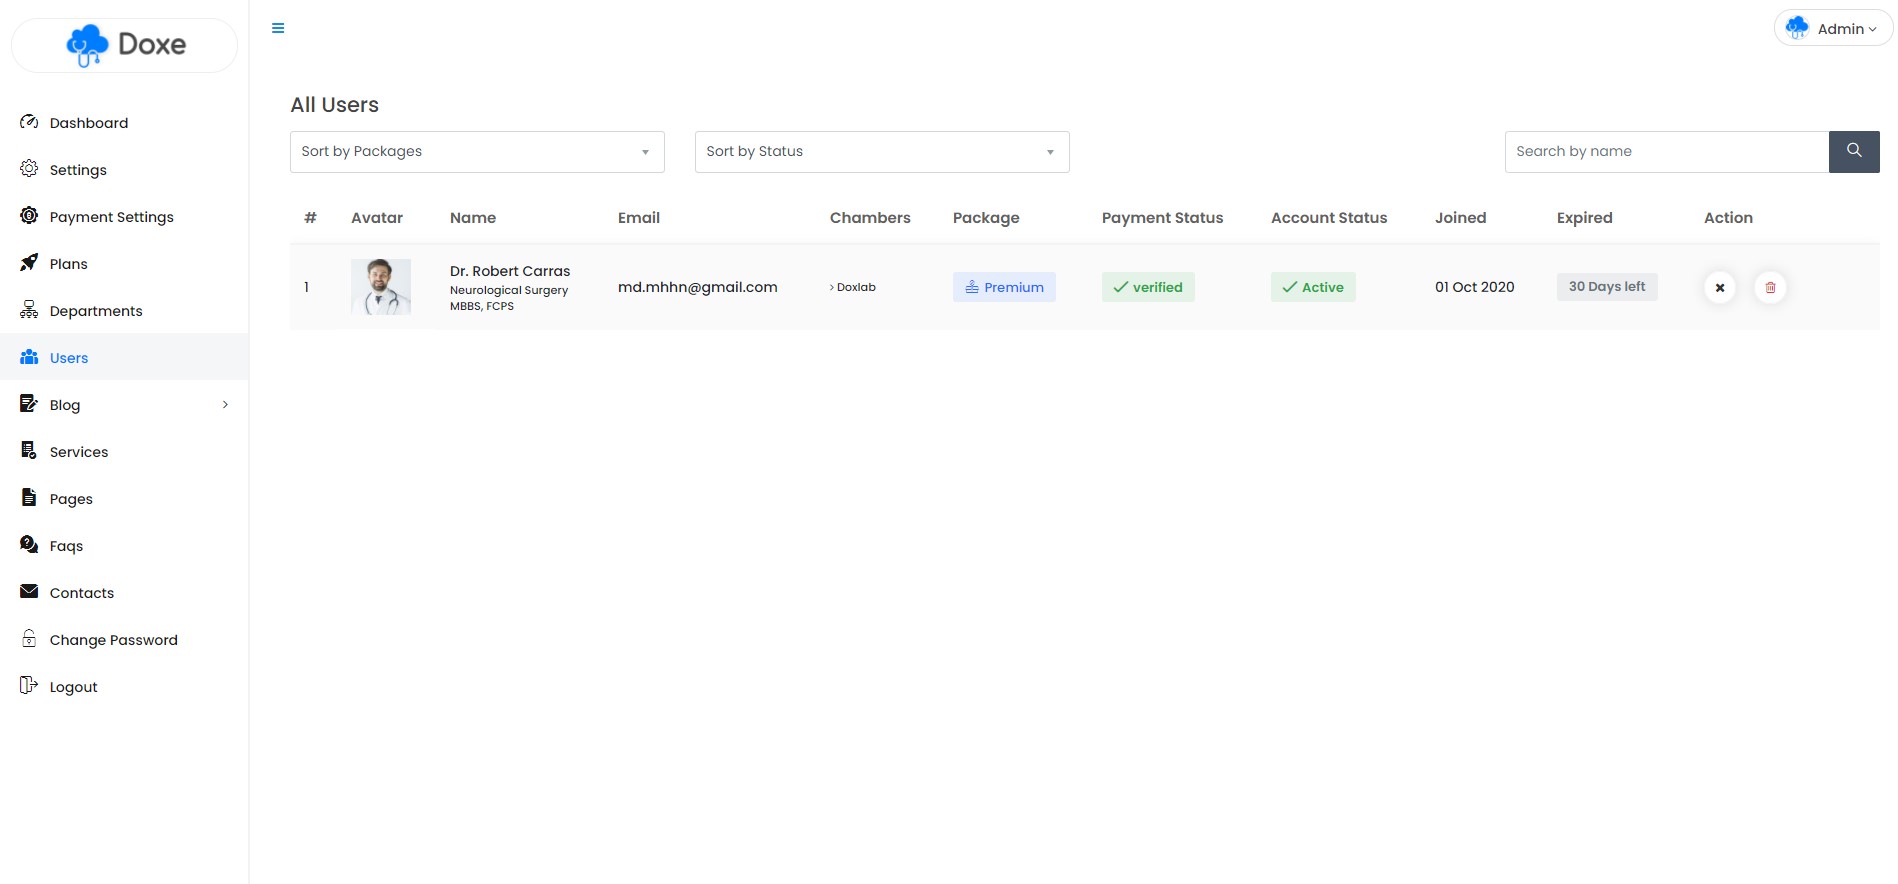 Doxe
Admin
Dashboard
Settings
Payment Settings
Plans
Departments
Users
Blog
Services
Pages
Faqs
Contacts
Change Password
Logout
All Users
Sort by Packages
Sort by Status
Search by name
# Avatar Name Email Chambers Package Payment Status Account Status Joined Expired Action
1 Dr. Robert Carras md.mhhn@gmail.com › Doxlab Premium verified Active 01 Oct 2020 30 Days left
Neurological Surgery
MBBS, FCPS